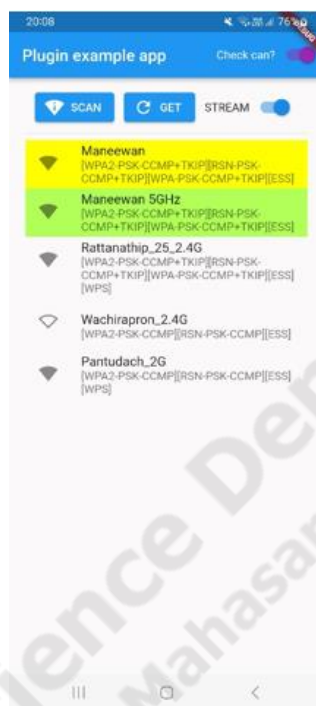 20:08
76%
Plugin example app
Check can?
SCAN
GET
STREAM
Maneewan
[WPA2-PSK-CCMP+TKIP][RSN-PSK-
CCMP+TKIP][WPA-PSK-CCMP+TKIP][ESS]
Maneewan 5GHz
[WPA2-PSK-CCMP+TKIP][RSN-PSK-
CCMP+TKIP][WPA-PSK-CCMP+TKIP][ESS]
Rattanathip_25_2.4G
[WPA2-PSK-CCMP+TKIP][RSN-PSK-
CCMP+TKIP][WPA-PSK-CCMP+TKIP][ESS]
[WPS]
Wachirapron_2.4G
[WPA2-PSK-CCMP][RSN-PSK-CCMP][ESS]
Pantudach_2G
[WPA2-PSK-CCMP][RSN-PSK-CCMP][ESS]
[WPS]